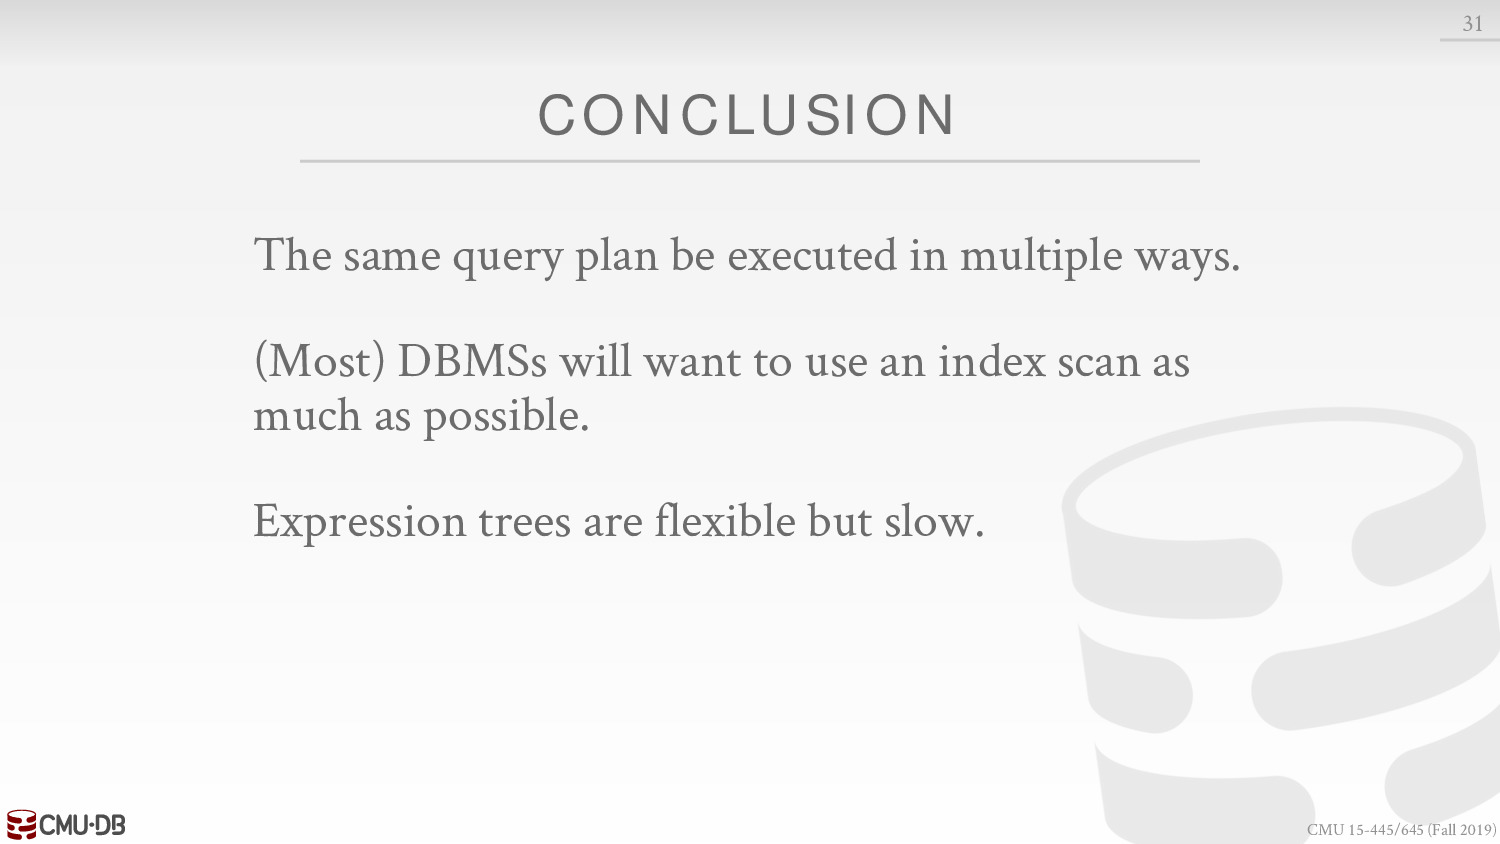 31
CONCLUSION
The same query plan be executed in multiple ways.
(Most) DBMSs will want to use an index scan as
much as possible.
Expression trees are flexible but slow.
CMU·DB
CMU 15-445/645 (Fall 2019)